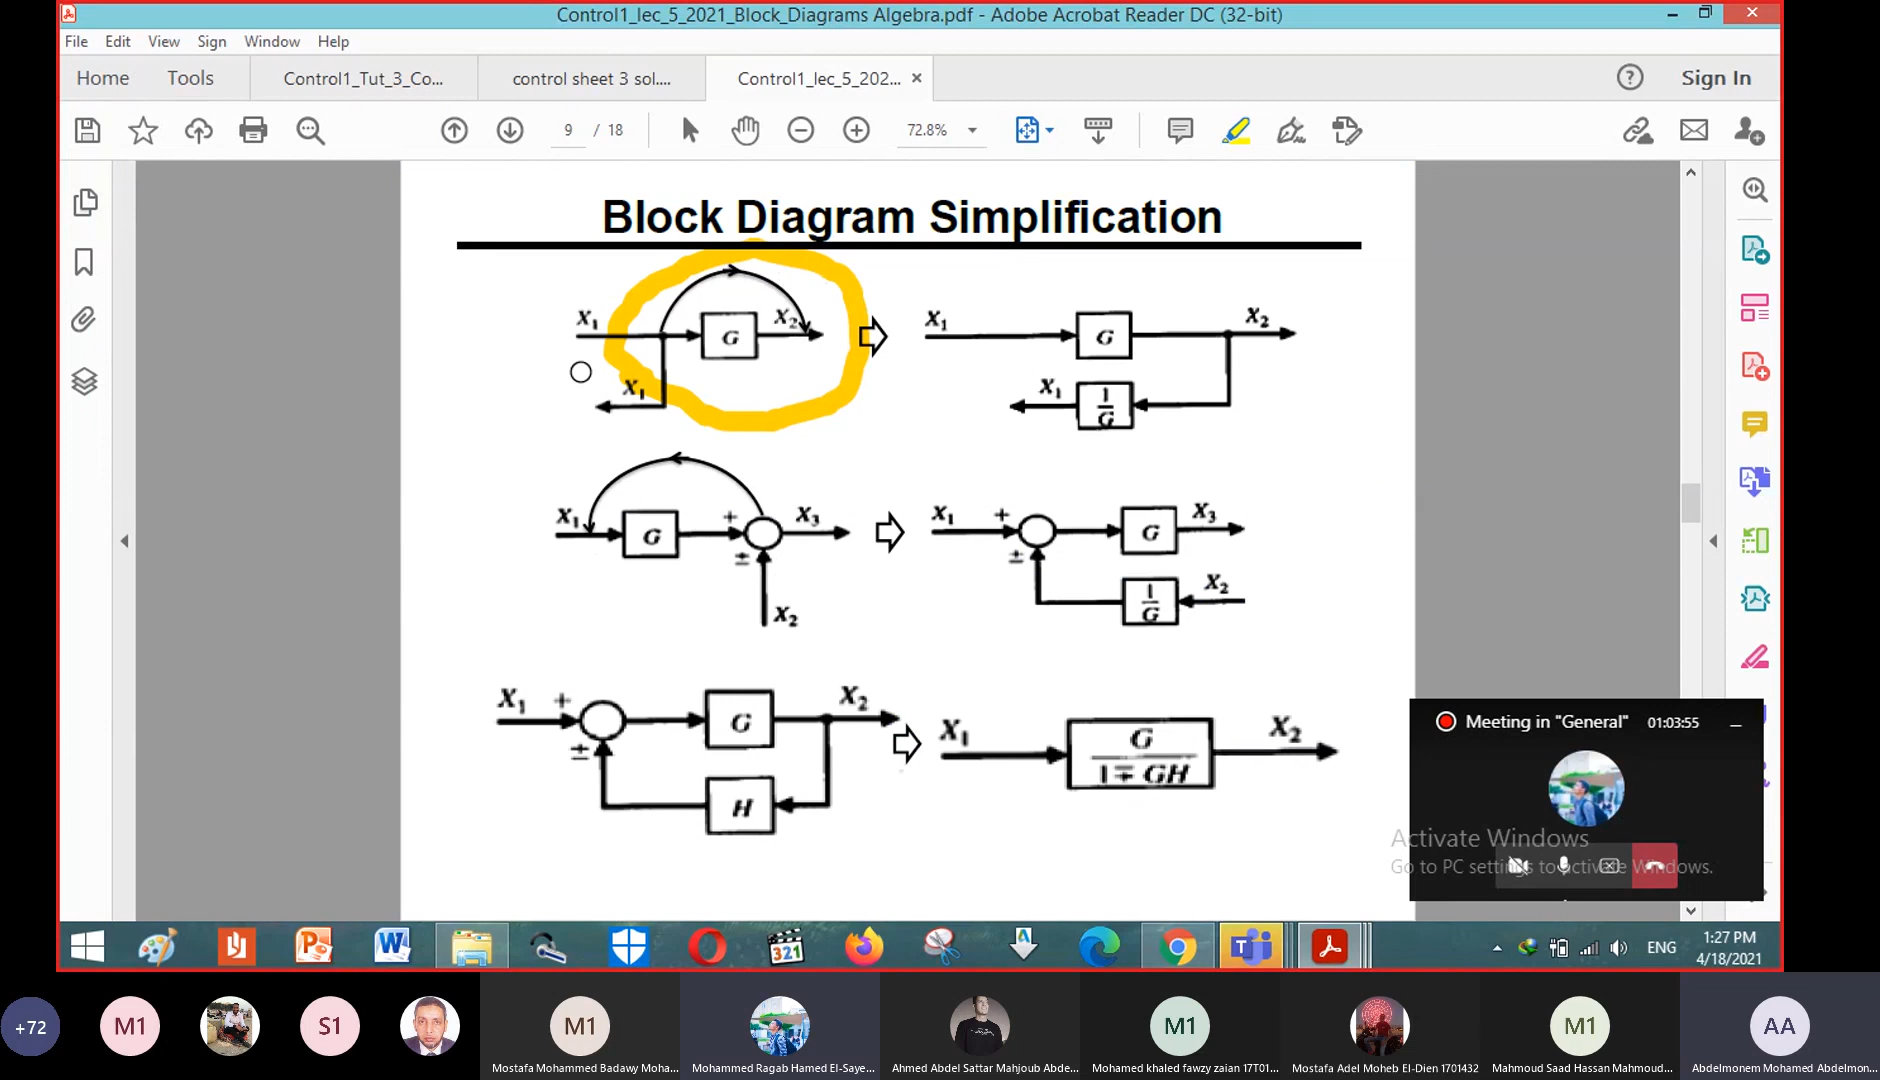 Control1_lec_5_2021_Block_Diagrams Algebra.pdf - Adobe Acrobat Reader DC (32-bit)
File Edit View Sign Window Help
Home Tools Control1_Tut_3_Co... control sheet 3 sol.... Control1_lec_5_202... × ? Sign In
9 / 18 72.8%
Block Diagram Simplification
X1 G X2
X1
X1 G X2
X1 1/G
X1 G + X3
±
X2
X1 + G X3
±
1/G X2
X1 + G X2
±
H
X1 G X2
1 ∓ GH
Meeting in "General" 01:03:55
Activate Windows
Go to PC settings to activate Windows.
321
ENG
1:27 PM
4/18/2021
+72 M1 S1 M1 M1 M1 AA
Mostafa Mohammed Badawy Moha...
Mohammed Ragab Hamed El-Saye...
Ahmed Abdel Sattar Mahjoub Abde...
Mohamed khaled fawzy zaian 17T01...
Mostafa Adel Moheb El-Dien 1701432
Mahmoud Saad Hassan Mahmoud...
Abdelmonem Mohamed Abdelmon...